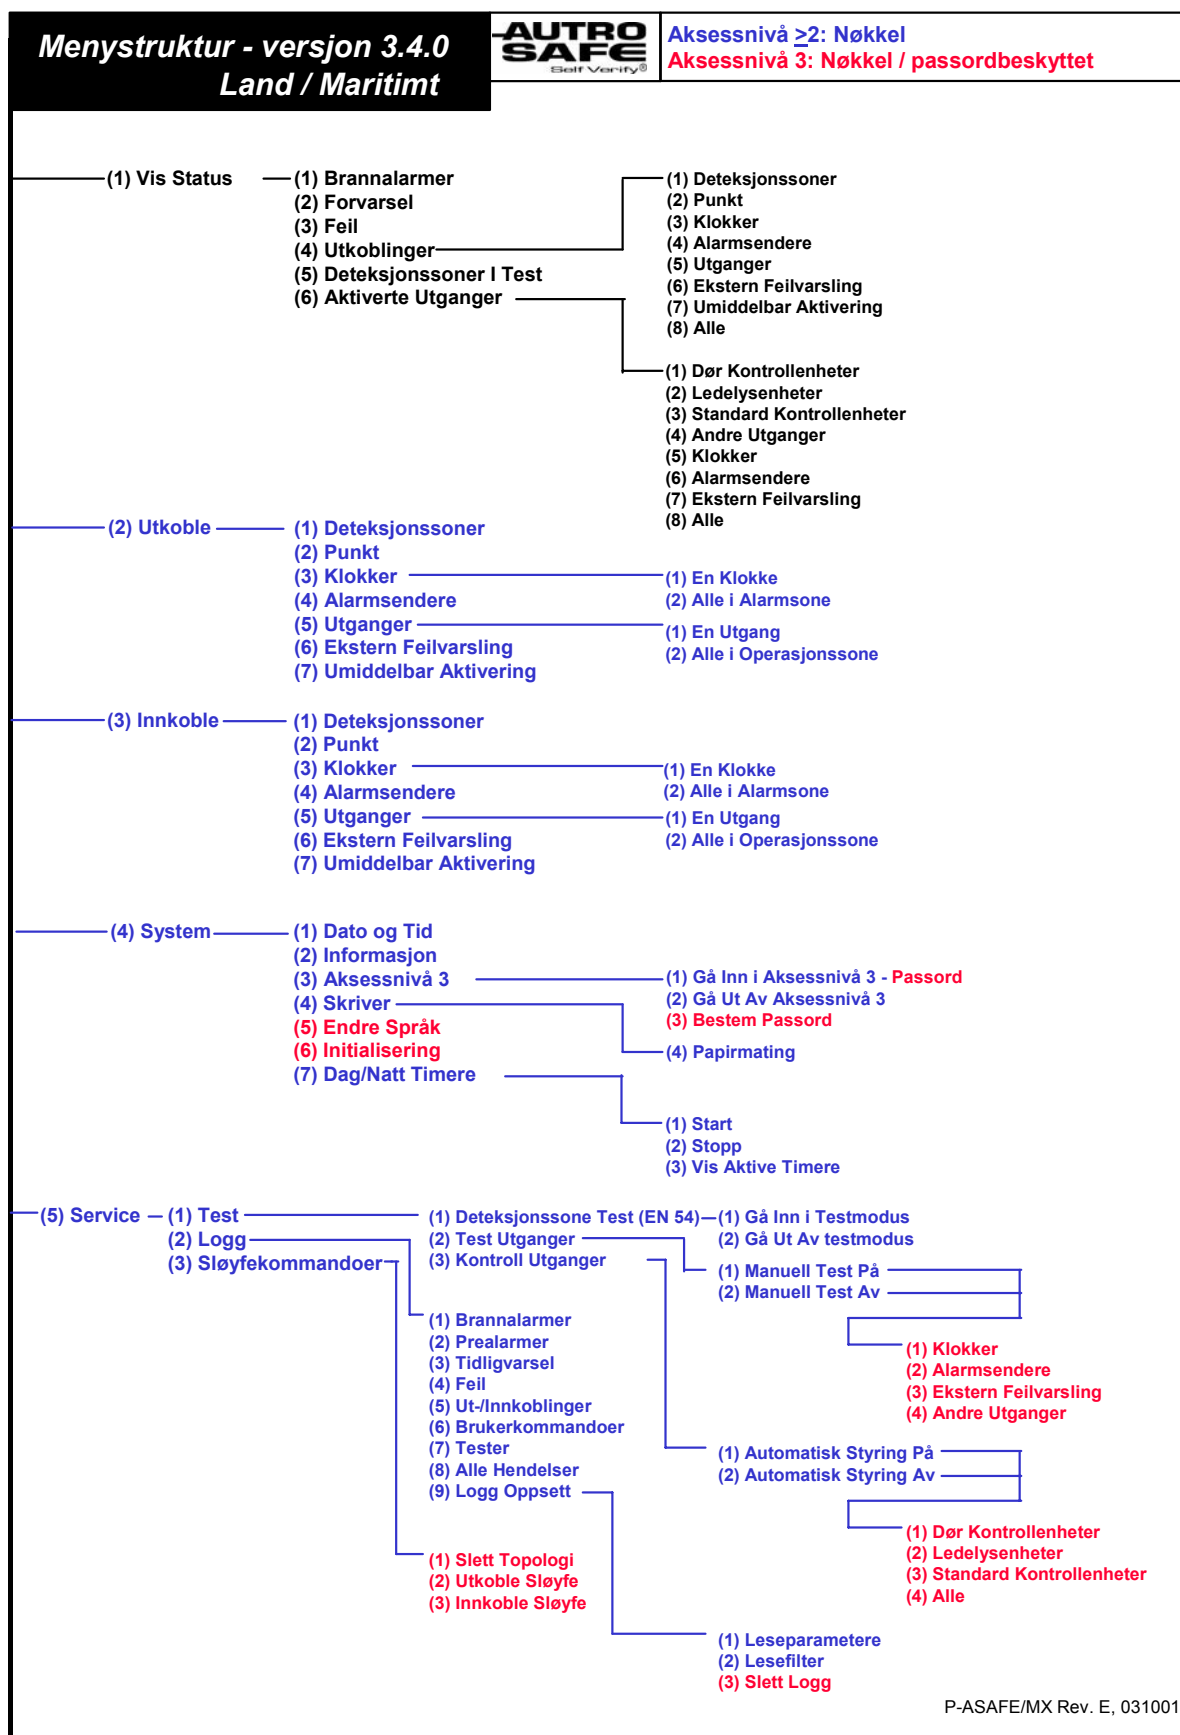 Menystruktur - versjon 3.4.0
Land / Maritimt
AUTRO
SAFE
Self Verify®
Aksessnivå >2: Nøkkel
Aksessnivå 3: Nøkkel / passordbeskyttet
(1) Vis Status
(1) Brannalarmer
(2) Forvarsel
(3) Feil
(4) Utkoblinger
(5) Deteksjonssoner I Test
(6) Aktiverte Utganger
(1) Deteksjonssoner
(2) Punkt
(3) Klokker
(4) Alarmsendere
(5) Utganger
(6) Ekstern Feilvarsling
(7) Umiddelbar Aktivering
(8) Alle
(1) Dør Kontrollenheter
(2) Ledelysenheter
(3) Standard Kontrollenheter
(4) Andre Utganger
(5) Klokker
(6) Alarmsendere
(7) Ekstern Feilvarsling
(8) Alle
(2) Utkoble
(1) Deteksjonssoner
(2) Punkt
(3) Klokker
(4) Alarmsendere
(5) Utganger
(6) Ekstern Feilvarsling
(7) Umiddelbar Aktivering
(1) En Klokke
(2) Alle i Alarmsone
(1) En Utgang
(2) Alle i Operasjonssone
(3) Innkoble
(1) Deteksjonssoner
(2) Punkt
(3) Klokker
(4) Alarmsendere
(5) Utganger
(6) Ekstern Feilvarsling
(7) Umiddelbar Aktivering
(1) En Klokke
(2) Alle i Alarmsone
(1) En Utgang
(2) Alle i Operasjonssone
(4) System
(1) Dato og Tid
(2) Informasjon
(3) Aksessnivå 3
(4) Skriver
(5) Endre Språk
(6) Initialisering
(7) Dag/Natt Timere
(1) Gå Inn i Aksessnivå 3 - Passord
(2) Gå Ut Av Aksessnivå 3
(3) Bestem Passord
(4) Papirmating
(1) Start
(2) Stopp
(3) Vis Aktive Timere
(5) Service
(1) Test
(2) Logg
(3) Sløyfekommandoer
(1) Deteksjonssone Test (EN 54)
(2) Test Utganger
(3) Kontroll Utganger
(1) Gå Inn i Testmodus
(2) Gå Ut Av testmodus
(1) Manuell Test På
(2) Manuell Test Av
(1) Klokker
(2) Alarmsendere
(3) Ekstern Feilvarsling
(4) Andre Utganger
(1) Brannalarmer
(2) Prealarmer
(3) Tidligvarsel
(4) Feil
(5) Ut-/Innkoblinger
(6) Brukerkommandoer
(7) Tester
(8) Alle Hendelser
(9) Logg Oppsett
(1) Automatisk Styring På
(2) Automatisk Styring Av
(1) Dør Kontrollenheter
(2) Ledelysenheter
(3) Standard Kontrollenheter
(4) Alle
(1) Slett Topologi
(2) Utkoble Sløyfe
(3) Innkoble Sløyfe
(1) Leseparametere
(2) Lesefilter
(3) Slett Logg
P-ASAFE/MX Rev. E, 031001